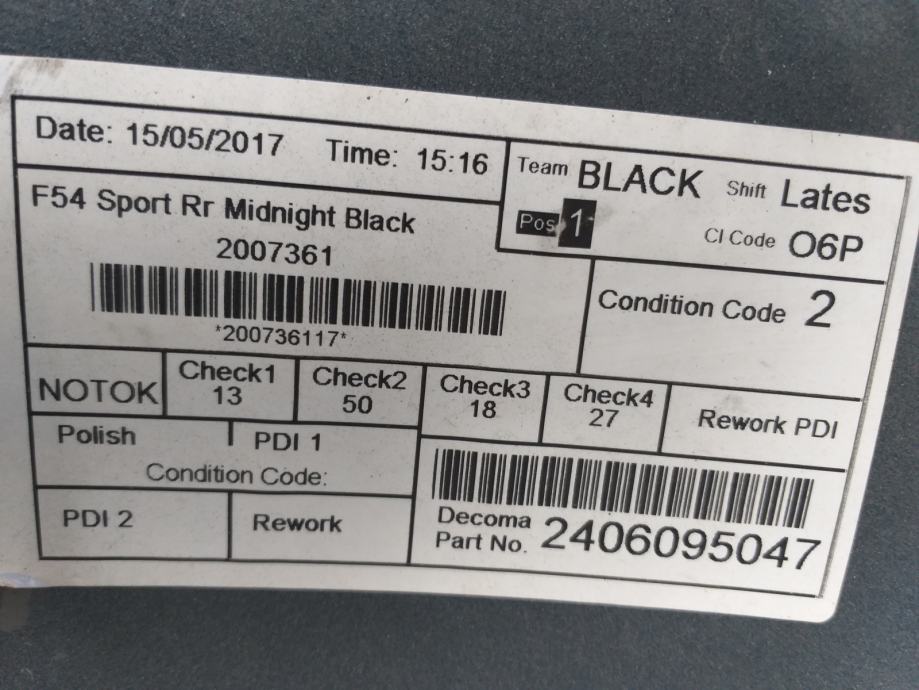 Date: 15/05/2017 Time: 15:16
Team BLACK Shift Lates
Pos 1
CI Code O6P
F54 Sport Rr Midnight Black
2007361
*200736117*
Condition Code 2
NOTOK
Check1
13
Check2
50
Check3
18
Check4
27
Rework PDI
Polish
PDI 1
Condition Code:
PDI 2
Rework
Decoma
Part No. 2406095047